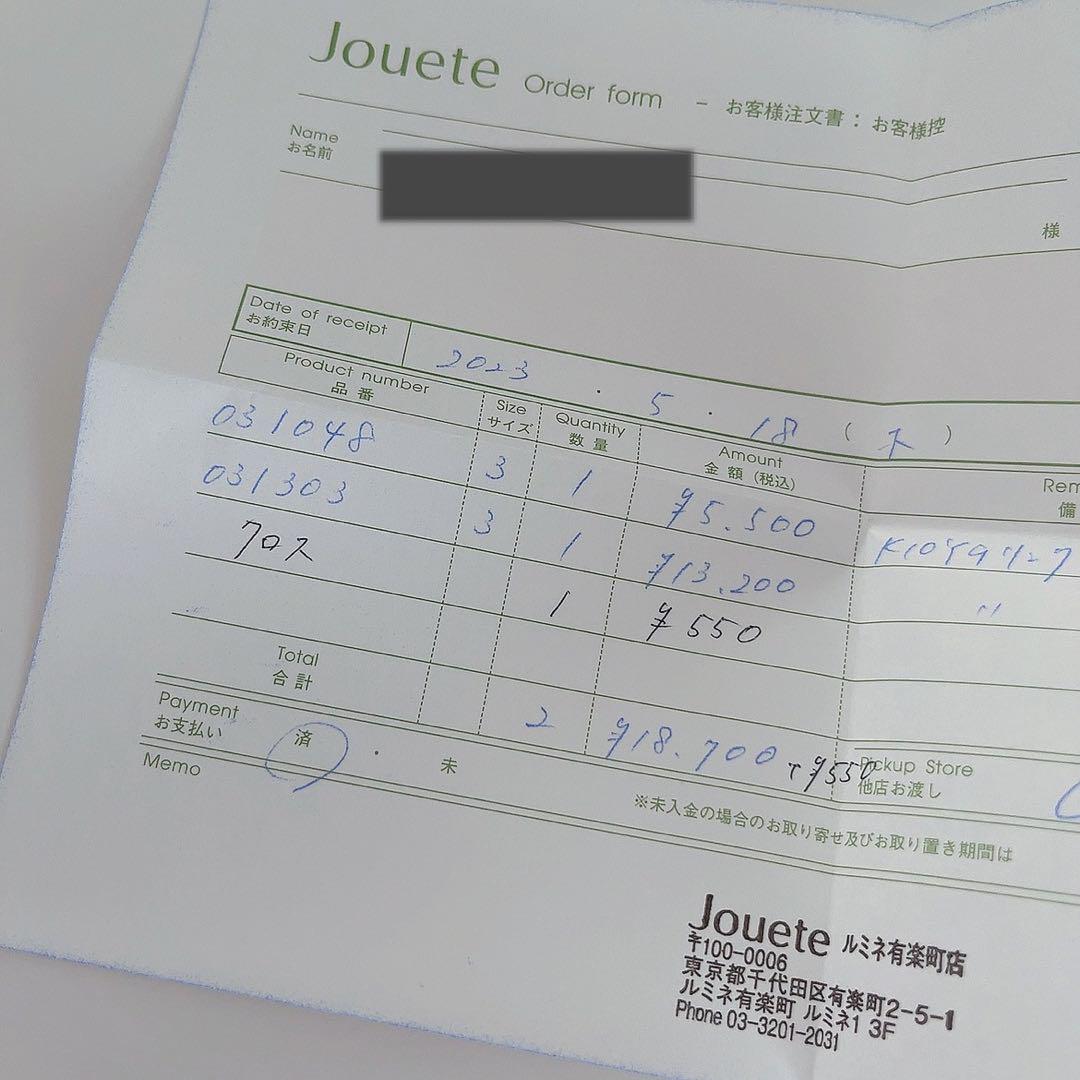 Jouete Order form - お客様注文書：お客様控
Name
お名前
様
Date of receipt
お約束日
2023 . 5 . 18 (木)
Product number
品番
Size
サイズ
Quantity
数量
Amount
金額（税込）
Rem
備
031048 3 1 ¥5.500 K10
031303 3 1 ¥13.200 〃
クロス 1 ¥550
Total
合計
2 ¥18.700 + ¥550
Payment
お支払い
済 ・ 未
Pickup Store
他店お渡し
Memo
※未入金の場合のお取り寄せ及びお取り置き期間は
Jouete ルミネ有楽町店
〒100-0006
東京都千代田区有楽町2-5-1
ルミネ有楽町 ルミネ1 3F
Phone 03-3201-2031